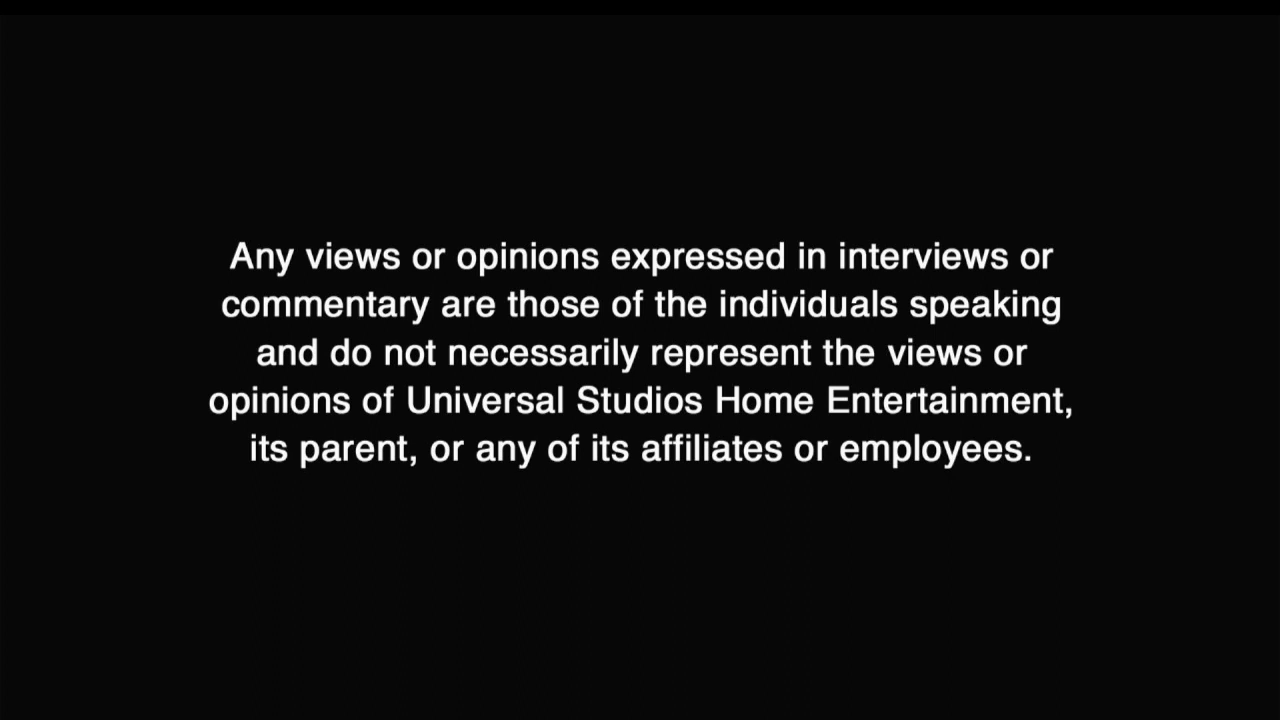 Any views or opinions expressed in interviews or
commentary are those of the individuals speaking
and do not necessarily represent the views or
opinions of Universal Studios Home Entertainment,
its parent, or any of its affiliates or employees.